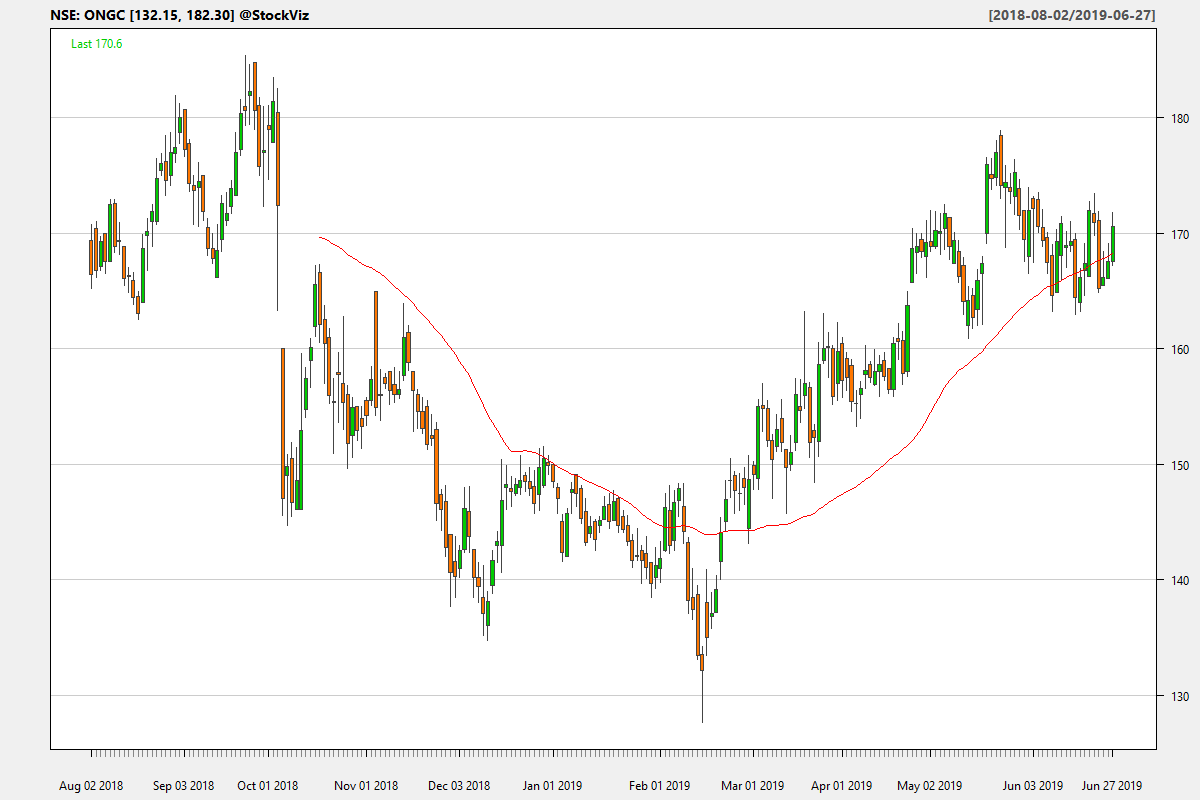 NSE: ONGC [132.15, 182.30] @StockViz [2018-08-02/2019-06-27]
Last 170.6
180
170
160
150
140
130
Aug 02 2018 Sep 03 2018 Oct 01 2018 Nov 01 2018 Dec 03 2018 Jan 01 2019 Feb 01 2019 Mar 01 2019 Apr 01 2019 May 02 2019 Jun 03 2019 Jun 27 2019